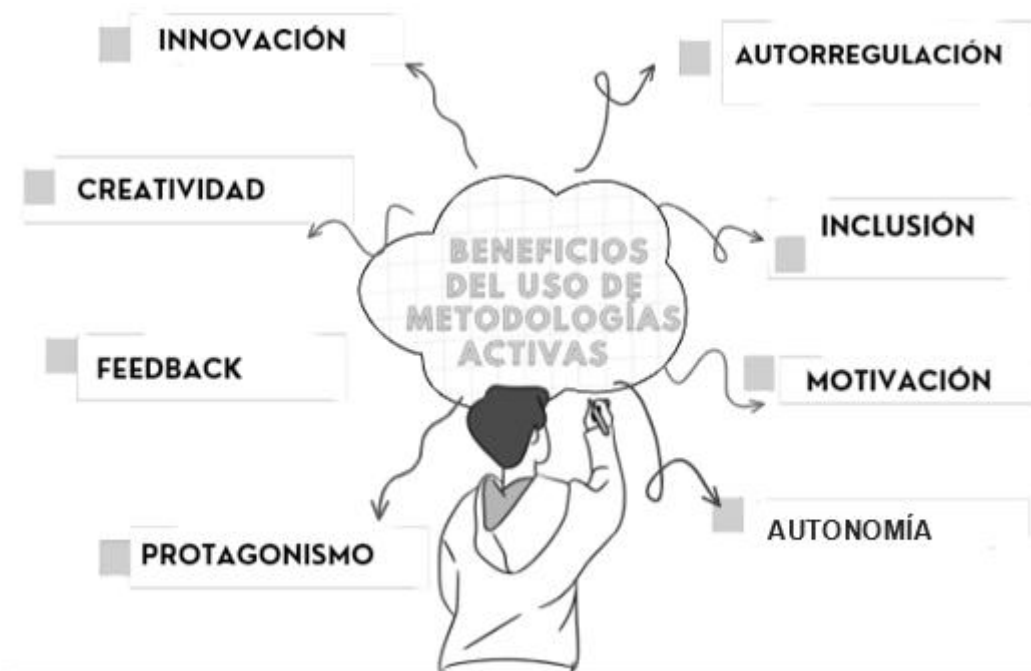 INNOVACIÓN
AUTORREGULACIÓN
CREATIVIDAD
INCLUSIÓN
BENEFICIOS
DEL USO DE
METODOLOGÍAS
ACTIVAS
FEEDBACK
MOTIVACIÓN
PROTAGONISMO
AUTONOMÍA